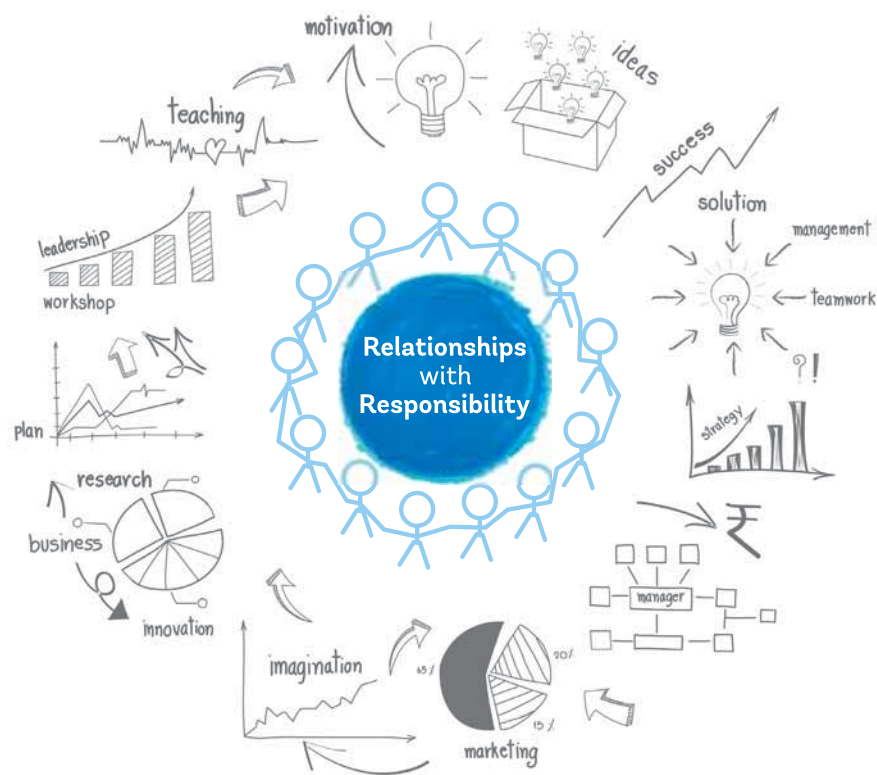 motivation
ideas
teaching
success
solution
management
teamwork
leadership
workshop
Relationships
with
Responsibility
?!
strategy
plan
research
business
innovation
₹
manager
imagination
65%
20%
15%
marketing